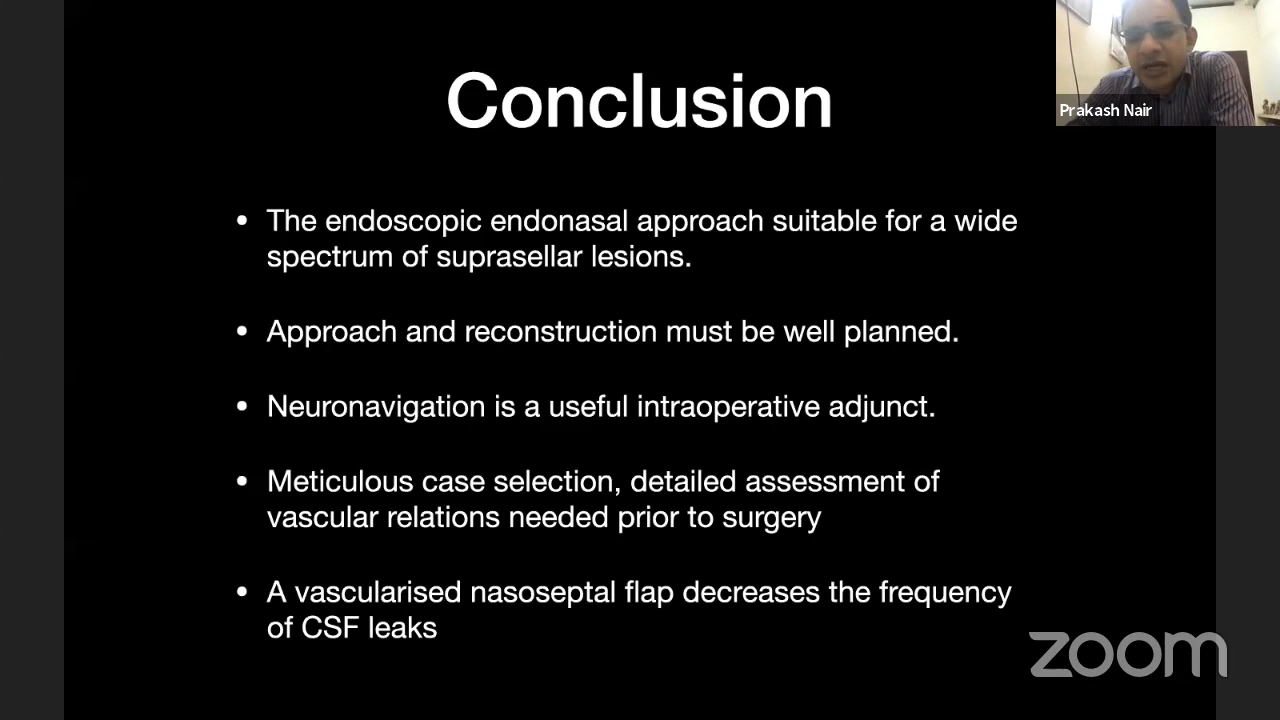 Conclusion
Prakash Nair
• The endoscopic endonasal approach suitable for a wide
spectrum of suprasellar lesions.
• Approach and reconstruction must be well planned.
• Neuronavigation is a useful intraoperative adjunct.
• Meticulous case selection, detailed assessment of
vascular relations needed prior to surgery
• A vascularised nasoseptal flap decreases the frequency
of CSF leaks
zoom